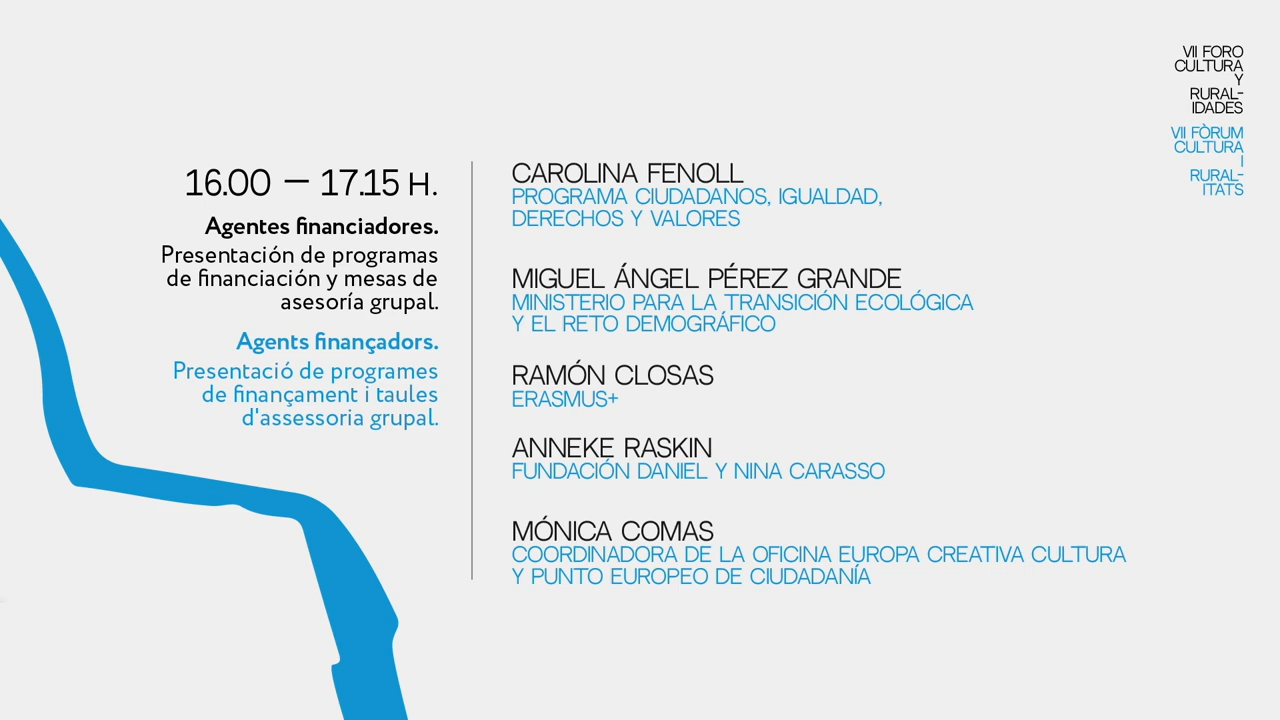 VII FORO
CULTURA
Y
RURAL-
IDADES
VII FÒRUM
CULTURA
I
RURAL-
ITATS
16.00 — 17.15 H.
Agentes financiadores.
Presentación de programas
de financiación y mesas de
asesoría grupal.
Agents finançadors.
Presentació de programes
de finançament i taules
d'assessoria grupal.
CAROLINA FENOLL
PROGRAMA CIUDADANOS, IGUALDAD,
DERECHOS Y VALORES
MIGUEL ÁNGEL PÉREZ GRANDE
MINISTERIO PARA LA TRANSICIÓN ECOLÓGICA
Y EL RETO DEMOGRÁFICO
RAMÓN CLOSAS
ERASMUS+
ANNEKE RASKIN
FUNDACIÓN DANIEL Y NINA CARASSO
MÓNICA COMAS
COORDINADORA DE LA OFICINA EUROPA CREATIVA CULTURA
Y PUNTO EUROPEO DE CIUDADANÍA